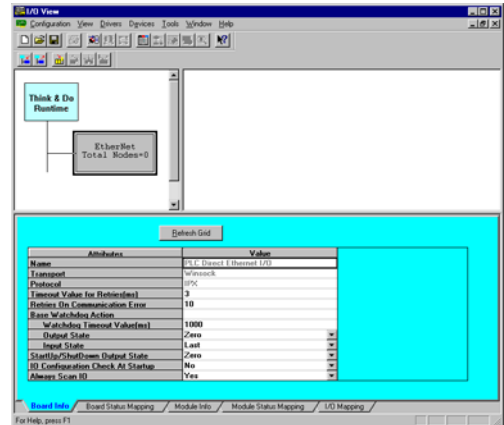 I/O View
Configuration View Drivers Devices Tools Window Help
Think & Do
Runtime
EtherNet
Total Nodes=0
Refresh Grid
Attributes Value
Name PLC Direct Ethernet I/O
Transport Winsock
Protocol IPX
Timeout Value for Retries(ms) 3
Retries On Communication Error 10
Base Watchdog Action
Watchdog Timeout Value(ms) 1000
Output State Zero
Input State Last
StartUp/ShutDown Output State Zero
IO Configuration Check At Startup No
Always Scan IO Yes
Board Info Board Status Mapping Module Info Module Status Mapping I/O Mapping
For Help, press F1